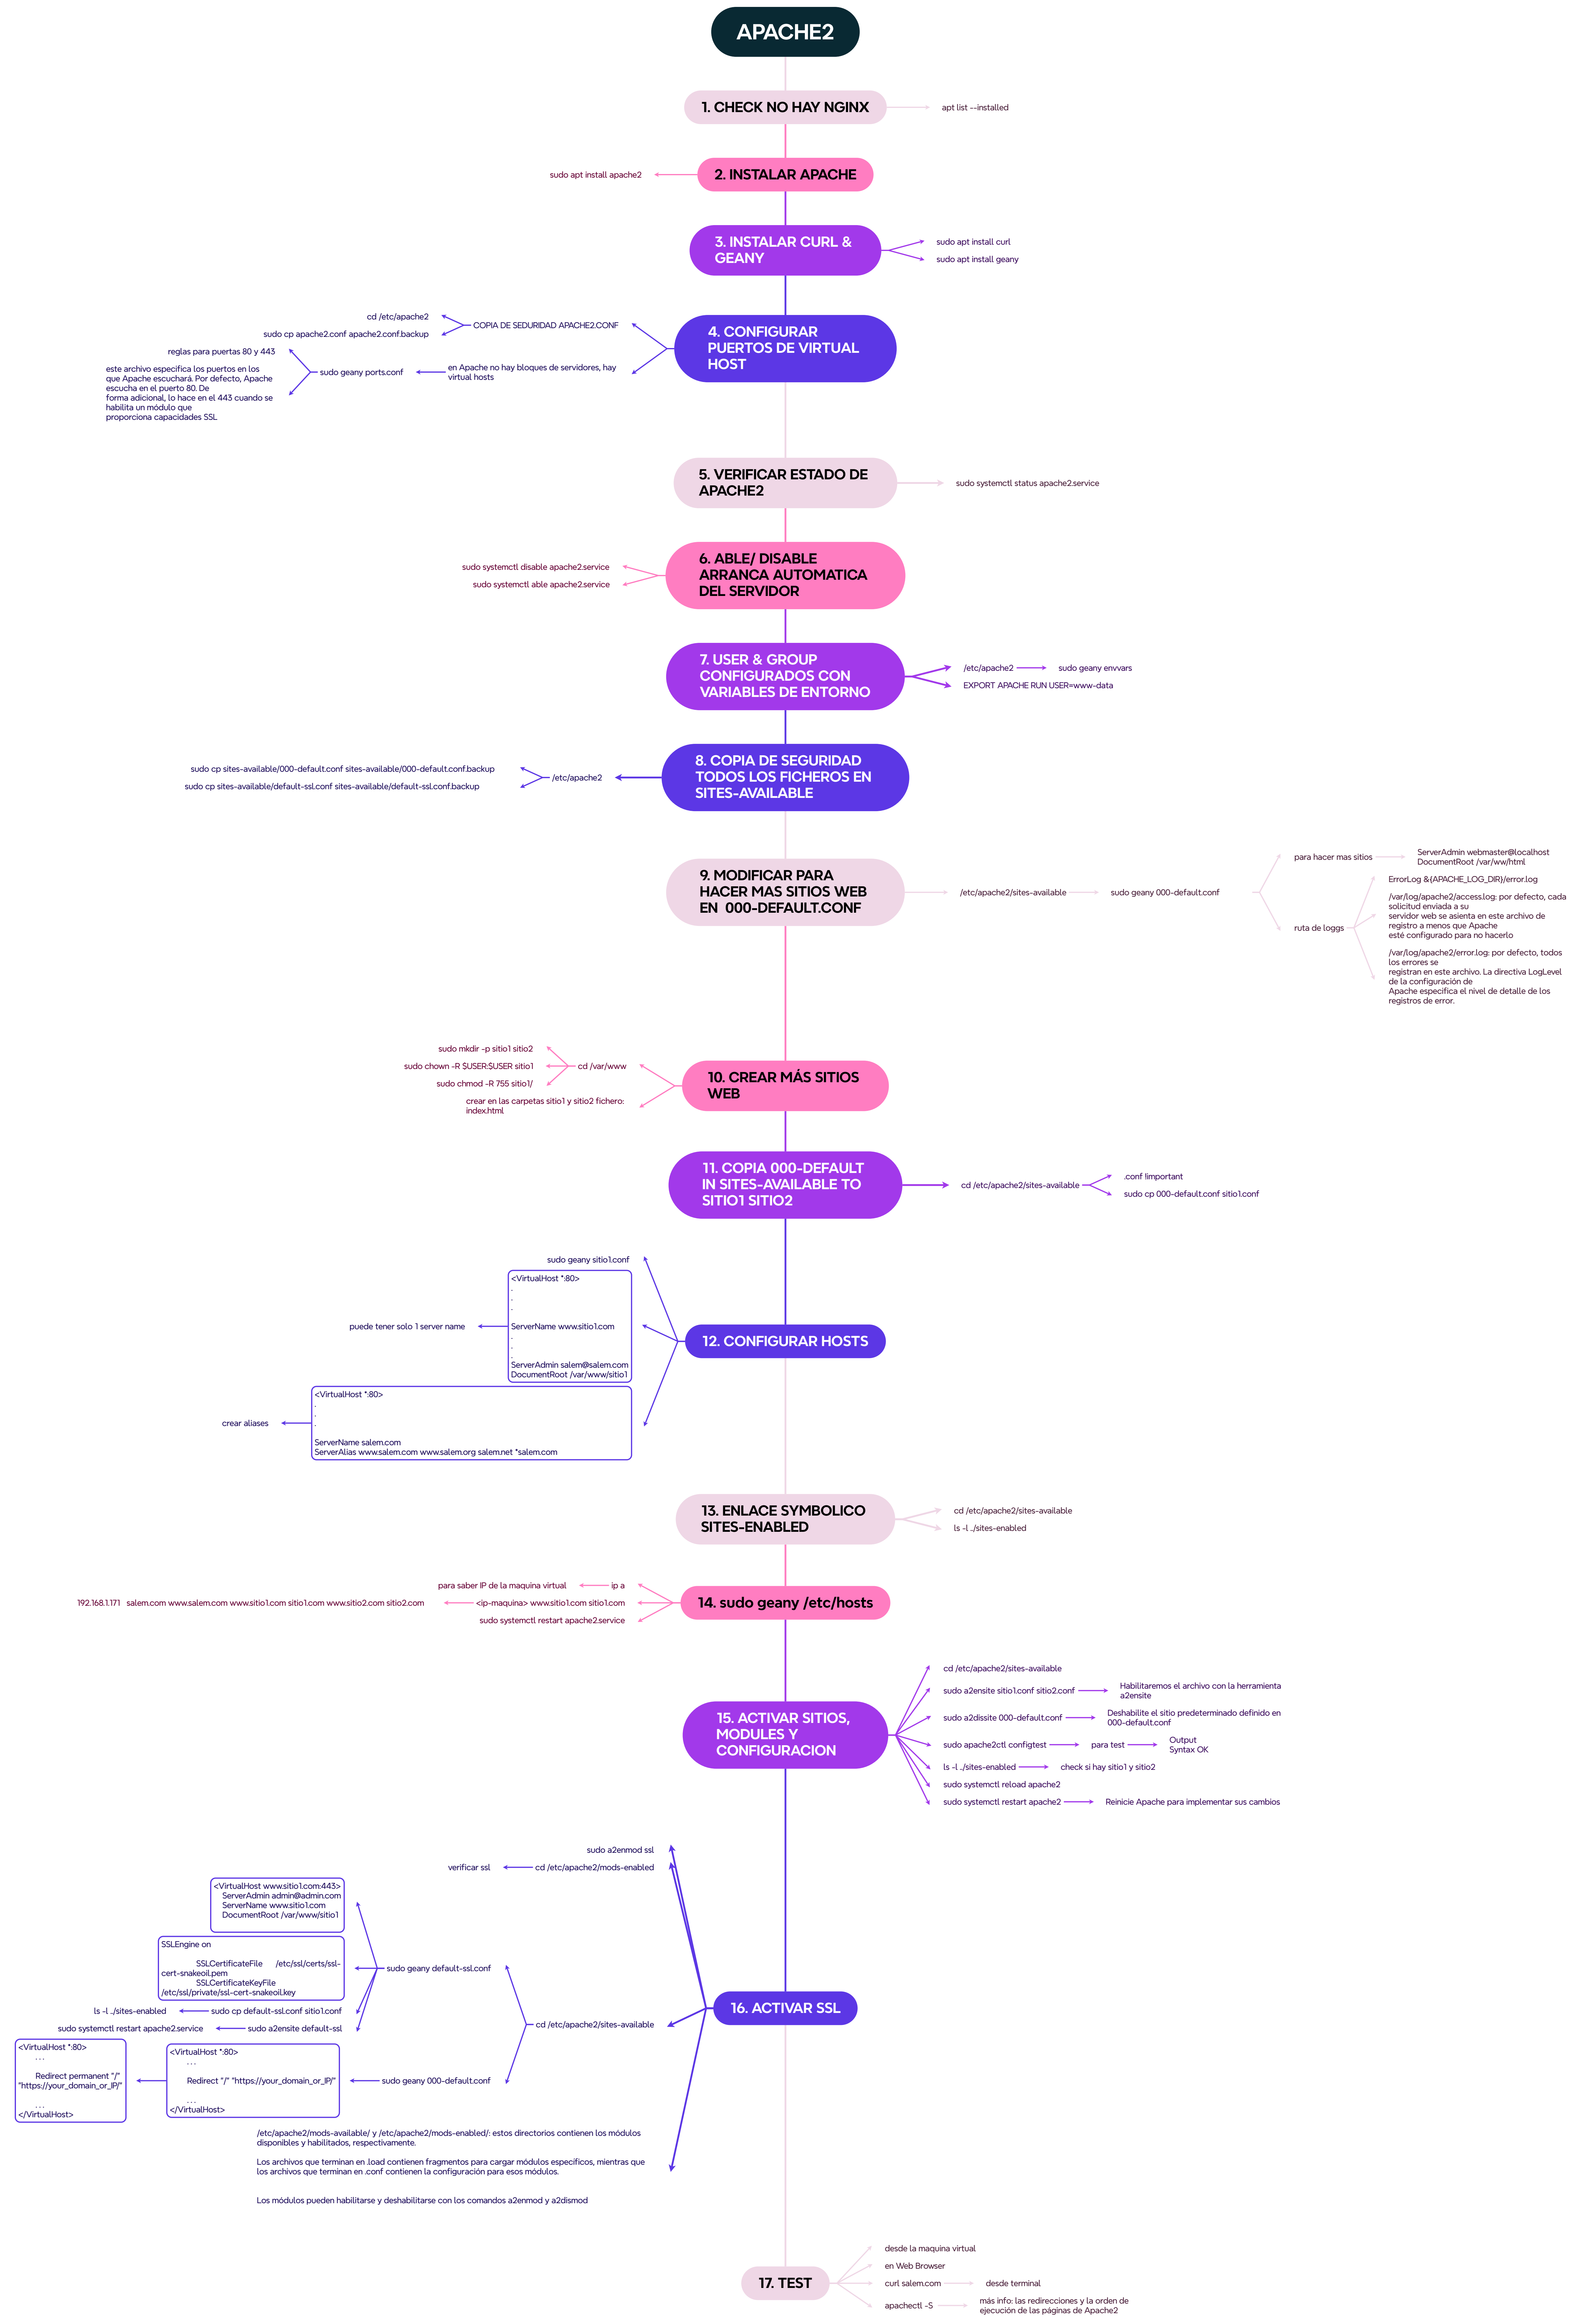 APACHE2
1. CHECK NO HAY NGINX
apt list --installed
2. INSTALAR APACHE
sudo apt install apache2
3. INSTALAR CURL &
GEANY
sudo apt install curl
sudo apt install geany
4. CONFIGURAR
PUERTOS DE VIRTUAL
HOST
COPIA DE SEDURIDAD APACHE2.CONF
cd /etc/apache2
sudo cp apache2.conf apache2.conf.backup
en Apache no hay bloques de servidores, hay
virtual hosts
sudo geany ports.conf
reglas para puertas 80 y 443
este archivo especifica los puertos en los
que Apache escuchará. Por defecto, Apache
escucha en el puerto 80. De
forma adicional, lo hace en el 443 cuando se
habilita un módulo que
proporciona capacidades SSL
5. VERIFICAR ESTADO DE
APACHE2
sudo systemctl status apache2.service
6. ABLE/ DISABLE
ARRANCA AUTOMATICA
DEL SERVIDOR
sudo systemctl disable apache2.service
sudo systemctl able apache2.service
7. USER & GROUP
CONFIGURADOS CON
VARIABLES DE ENTORNO
/etc/apache2
sudo geany envvars
EXPORT APACHE RUN USER=www-data
8. COPIA DE SEGURIDAD
TODOS LOS FICHEROS EN
SITES-AVAILABLE
/etc/apache2
sudo cp sites-available/000-default.conf sites-available/000-default.conf.backup
sudo cp sites-available/default-ssl.conf sites-available/default-ssl.conf.backup
9. MODIFICAR PARA
HACER MAS SITIOS WEB
EN 000-DEFAULT.CONF
/etc/apache2/sites-available
sudo geany 000-default.conf
para hacer mas sitios
ServerAdmin webmaster@localhost
DocumentRoot /var/ww/html
ruta de loggs
ErrorLog &{APACHE_LOG_DIR}/error.log
/var/log/apache2/access.log: por defecto, cada
solicitud enviada a su
servidor web se asienta en este archivo de
registro a menos que Apache
esté configurado para no hacerlo
/var/log/apache2/error.log: por defecto, todos
los errores se
registran en este archivo. La directiva LogLevel
de la configuración de
Apache especifica el nivel de detalle de los
registros de error.
10. CREAR MÁS SITIOS
WEB
cd /var/www
sudo mkdir -p sitio1 sitio2
sudo chown -R $USER:$USER sitio1
sudo chmod -R 755 sitio1/
crear en las carpetas sitio1 y sitio2 fichero:
index.html
11. COPIA 000-DEFAULT
IN SITES-AVAILABLE TO
SITIO1 SITIO2
cd /etc/apache2/sites-available
.conf !important
sudo cp 000-default.conf sitio1.conf
12. CONFIGURAR HOSTS
sudo geany sitio1.conf
<VirtualHost *:80>
.
.
.
ServerName www.sitio1.com
.
.
.
ServerAdmin salem@salem.com
DocumentRoot /var/www/sitio1
puede tener solo 1 server name
<VirtualHost *:80>
.
.
.
ServerName salem.com
ServerAlias www.salem.com www.salem.org salem.net *salem.com
crear aliases
13. ENLACE SYMBOLICO
SITES-ENABLED
cd /etc/apache2/sites-available
ls -l ../sites-enabled
14. sudo geany /etc/hosts
ip a
para saber IP de la maquina virtual
<ip-maquina> www.sitio1.com sitio1.com
192.168.1.171 salem.com www.salem.com www.sitio1.com sitio1.com www.sitio2.com sitio2.com
sudo systemctl restart apache2.service
15. ACTIVAR SITIOS,
MODULES Y
CONFIGURACION
cd /etc/apache2/sites-available
sudo a2ensite sitio1.conf sitio2.conf
Habilitaremos el archivo con la herramienta
a2ensite
sudo a2dissite 000-default.conf
Deshabilite el sitio predeterminado definido en
000-default.conf
sudo apache2ctl configtest
para test
Output
Syntax OK
ls -l ../sites-enabled
check si hay sitio1 y sitio2
sudo systemctl reload apache2
sudo systemctl restart apache2
Reinicie Apache para implementar sus cambios
16. ACTIVAR SSL
sudo a2enmod ssl
cd /etc/apache2/mods-enabled
verificar ssl
cd /etc/apache2/sites-available
sudo geany default-ssl.conf
<VirtualHost www.sitio1.com:443>
ServerAdmin admin@admin.com
ServerName www.sitio1.com
DocumentRoot /var/www/sitio1
SSLEngine on
SSLCertificateFile /etc/ssl/certs/ssl-
cert-snakeoil.pem
SSLCertificateKeyFile
/etc/ssl/private/ssl-cert-snakeoil.key
sudo cp default-ssl.conf sitio1.conf
ls -l ../sites-enabled
sudo a2ensite default-ssl
sudo systemctl restart apache2.service
sudo geany 000-default.conf
<VirtualHost *:80>
. . .
Redirect "/" "https://your_domain_or_IP/"
. . .
</VirtualHost>
<VirtualHost *:80>
. . .
Redirect permanent "/"
"https://your_domain_or_IP/"
. . .
</VirtualHost>
/etc/apache2/mods-available/ y /etc/apache2/mods-enabled/: estos directorios contienen los módulos
disponibles y habilitados, respectivamente.
Los archivos que terminan en .load contienen fragmentos para cargar módulos específicos, mientras que
los archivos que terminan en .conf contienen la configuración para esos módulos.
Los módulos pueden habilitarse y deshabilitarse con los comandos a2enmod y a2dismod
17. TEST
desde la maquina virtual
en Web Browser
curl salem.com
desde terminal
apachectl -S
más info: las redirecciones y la orden de
ejecución de las páginas de Apache2